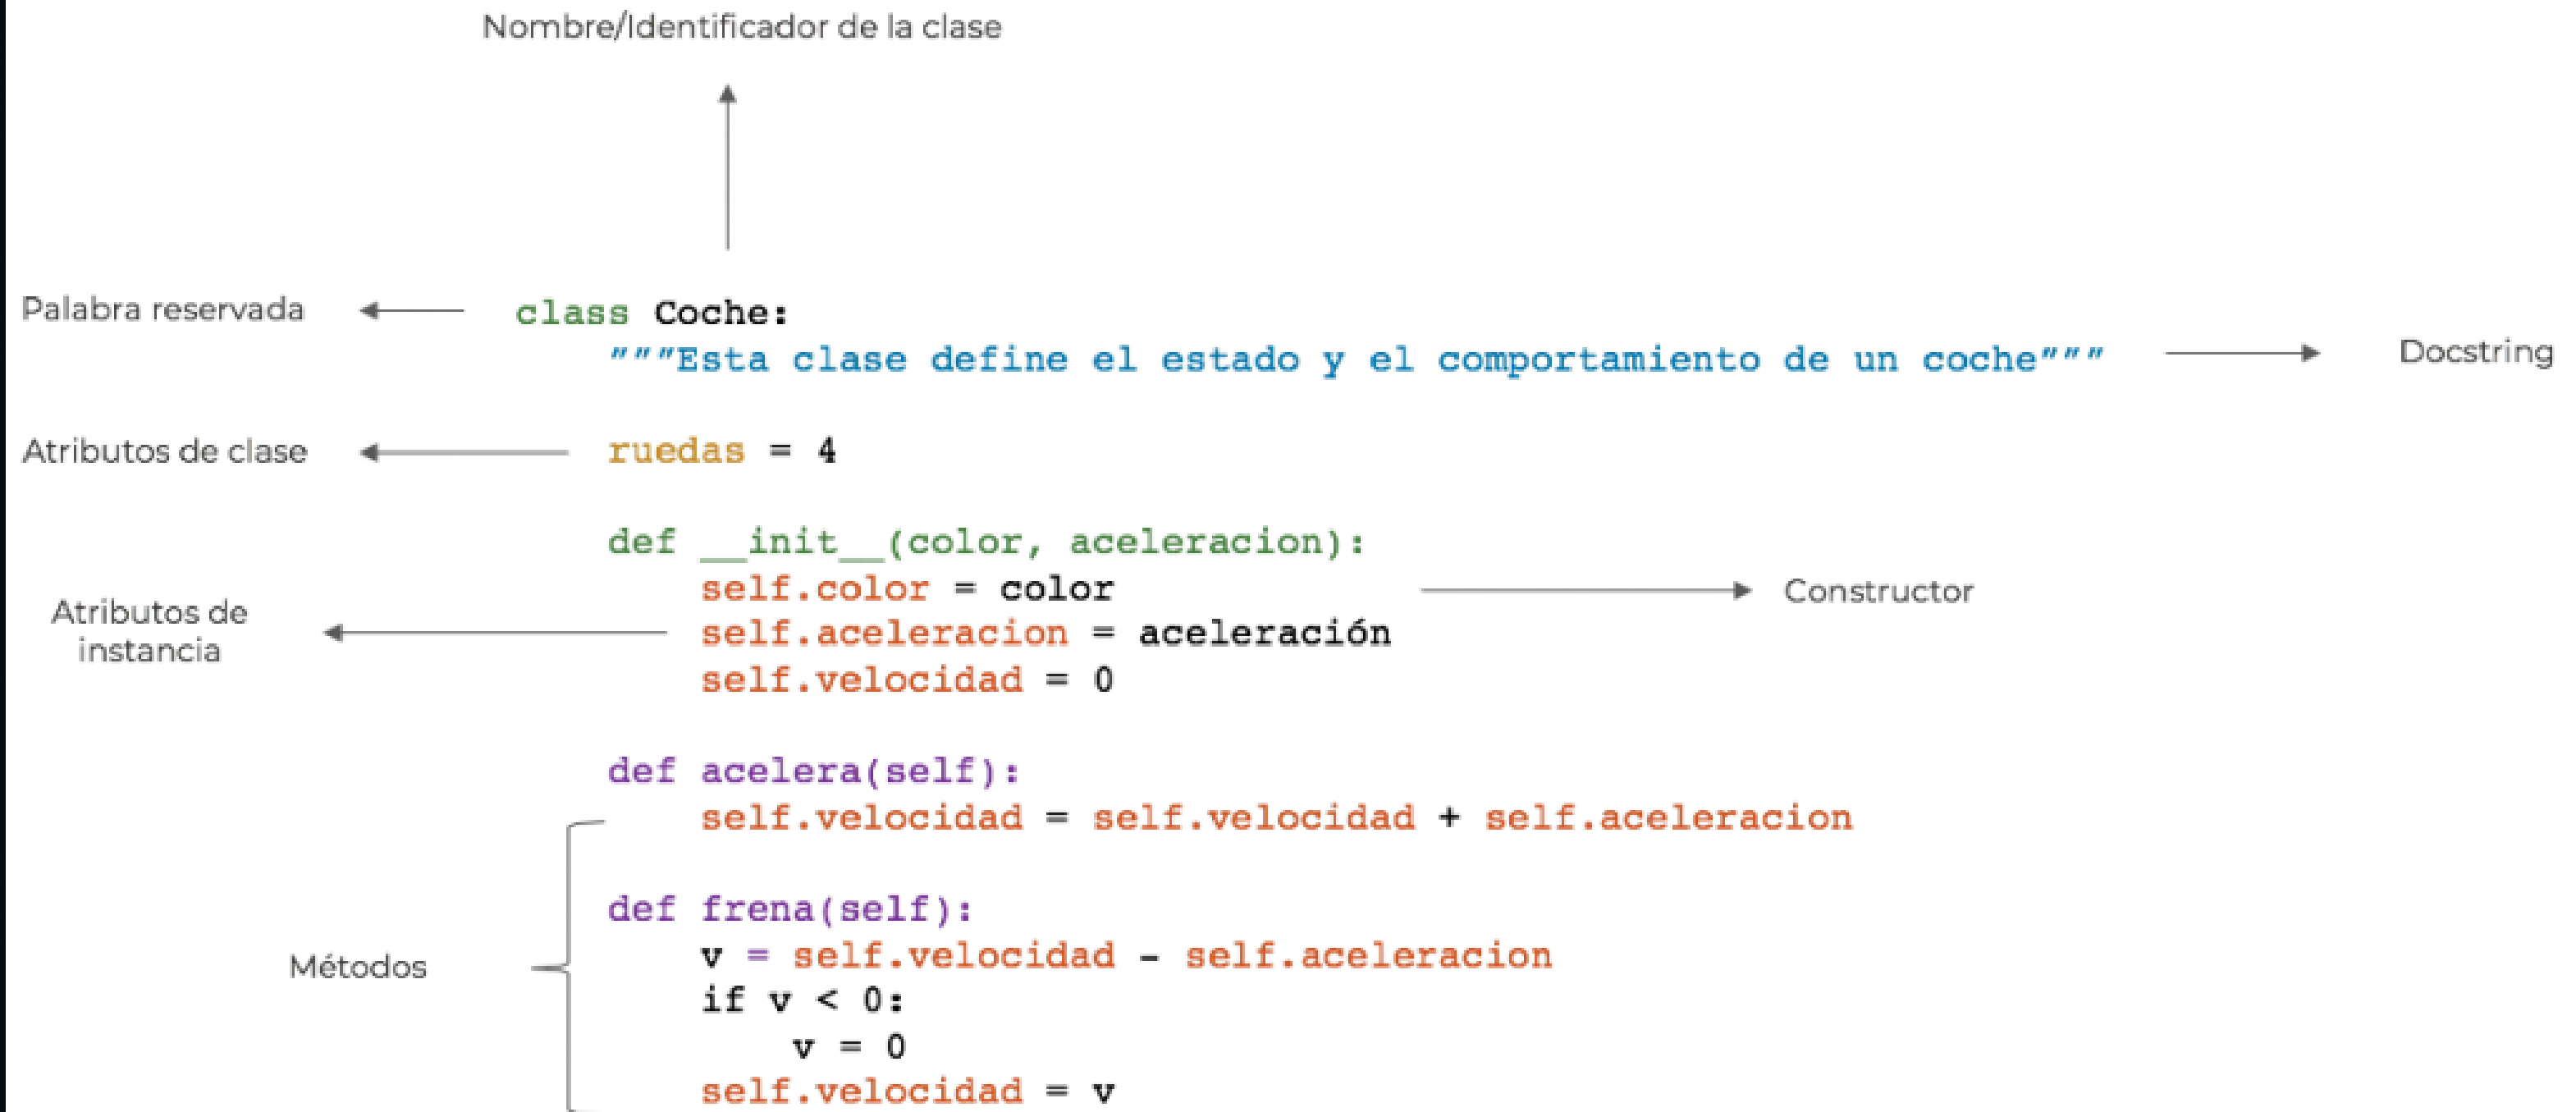 Nombre/Identificador de la clase
Palabra reservada
class Coche:
"""Esta clase define el estado y el comportamiento de un coche"""
Docstring
Atributos de clase
ruedas = 4
def __init__(color, aceleracion):
self.color = color
Constructor
Atributos de
instancia
self.aceleracion = aceleración
self.velocidad = 0
def acelera(self):
self.velocidad = self.velocidad + self.aceleracion
Métodos
def frena(self):
v = self.velocidad - self.aceleracion
if v < 0:
v = 0
self.velocidad = v